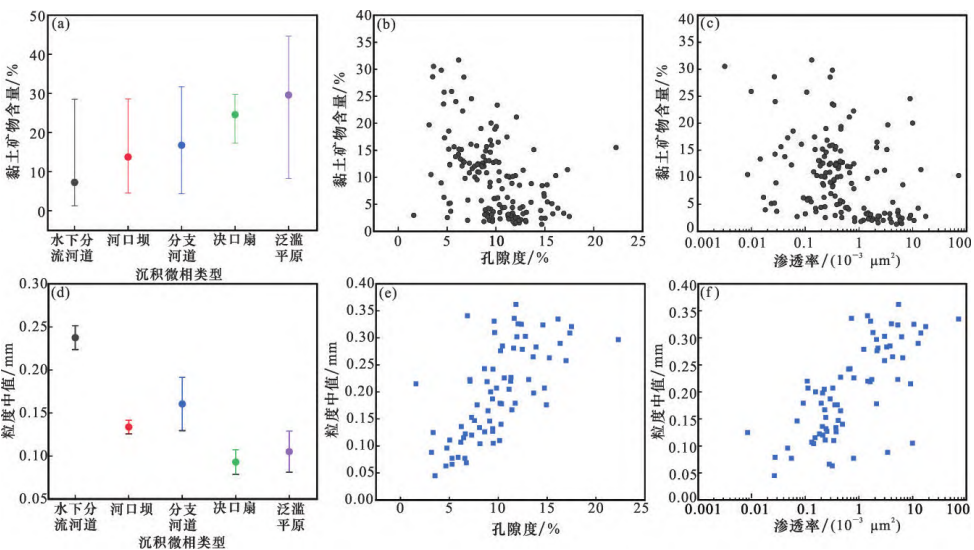 (a)
黏土矿物含量/%
50
40
30
20
10
0
水下分
流河道
河口坝
分支
河道
决口扇
泛滥
平原
沉积微相类型
(b)
黏土矿物含量/%
40
35
30
25
20
15
10
5
0
0
5
10
15
20
25
孔隙度/%
(c)
黏土矿物含量/%
40
35
30
25
20
15
10
5
0
0.001
0.01
0.1
1
10
100
渗透率/(10⁻³ μm²)
(d)
粒度中值/mm
0.30
0.25
0.20
0.15
0.10
0.05
水下分
流河道
河口坝
分支
河道
决口扇
泛滥
平原
沉积微相类型
(e)
粒度中值/mm
0.40
0.35
0.30
0.25
0.20
0.15
0.10
0.05
0.00
0
5
10
15
20
25
孔隙度/%
(f)
粒度中值/mm
0.40
0.35
0.30
0.25
0.20
0.15
0.10
0.05
0.00
0.001
0.01
0.1
1
10
100
渗透率/(10⁻³ μm²)